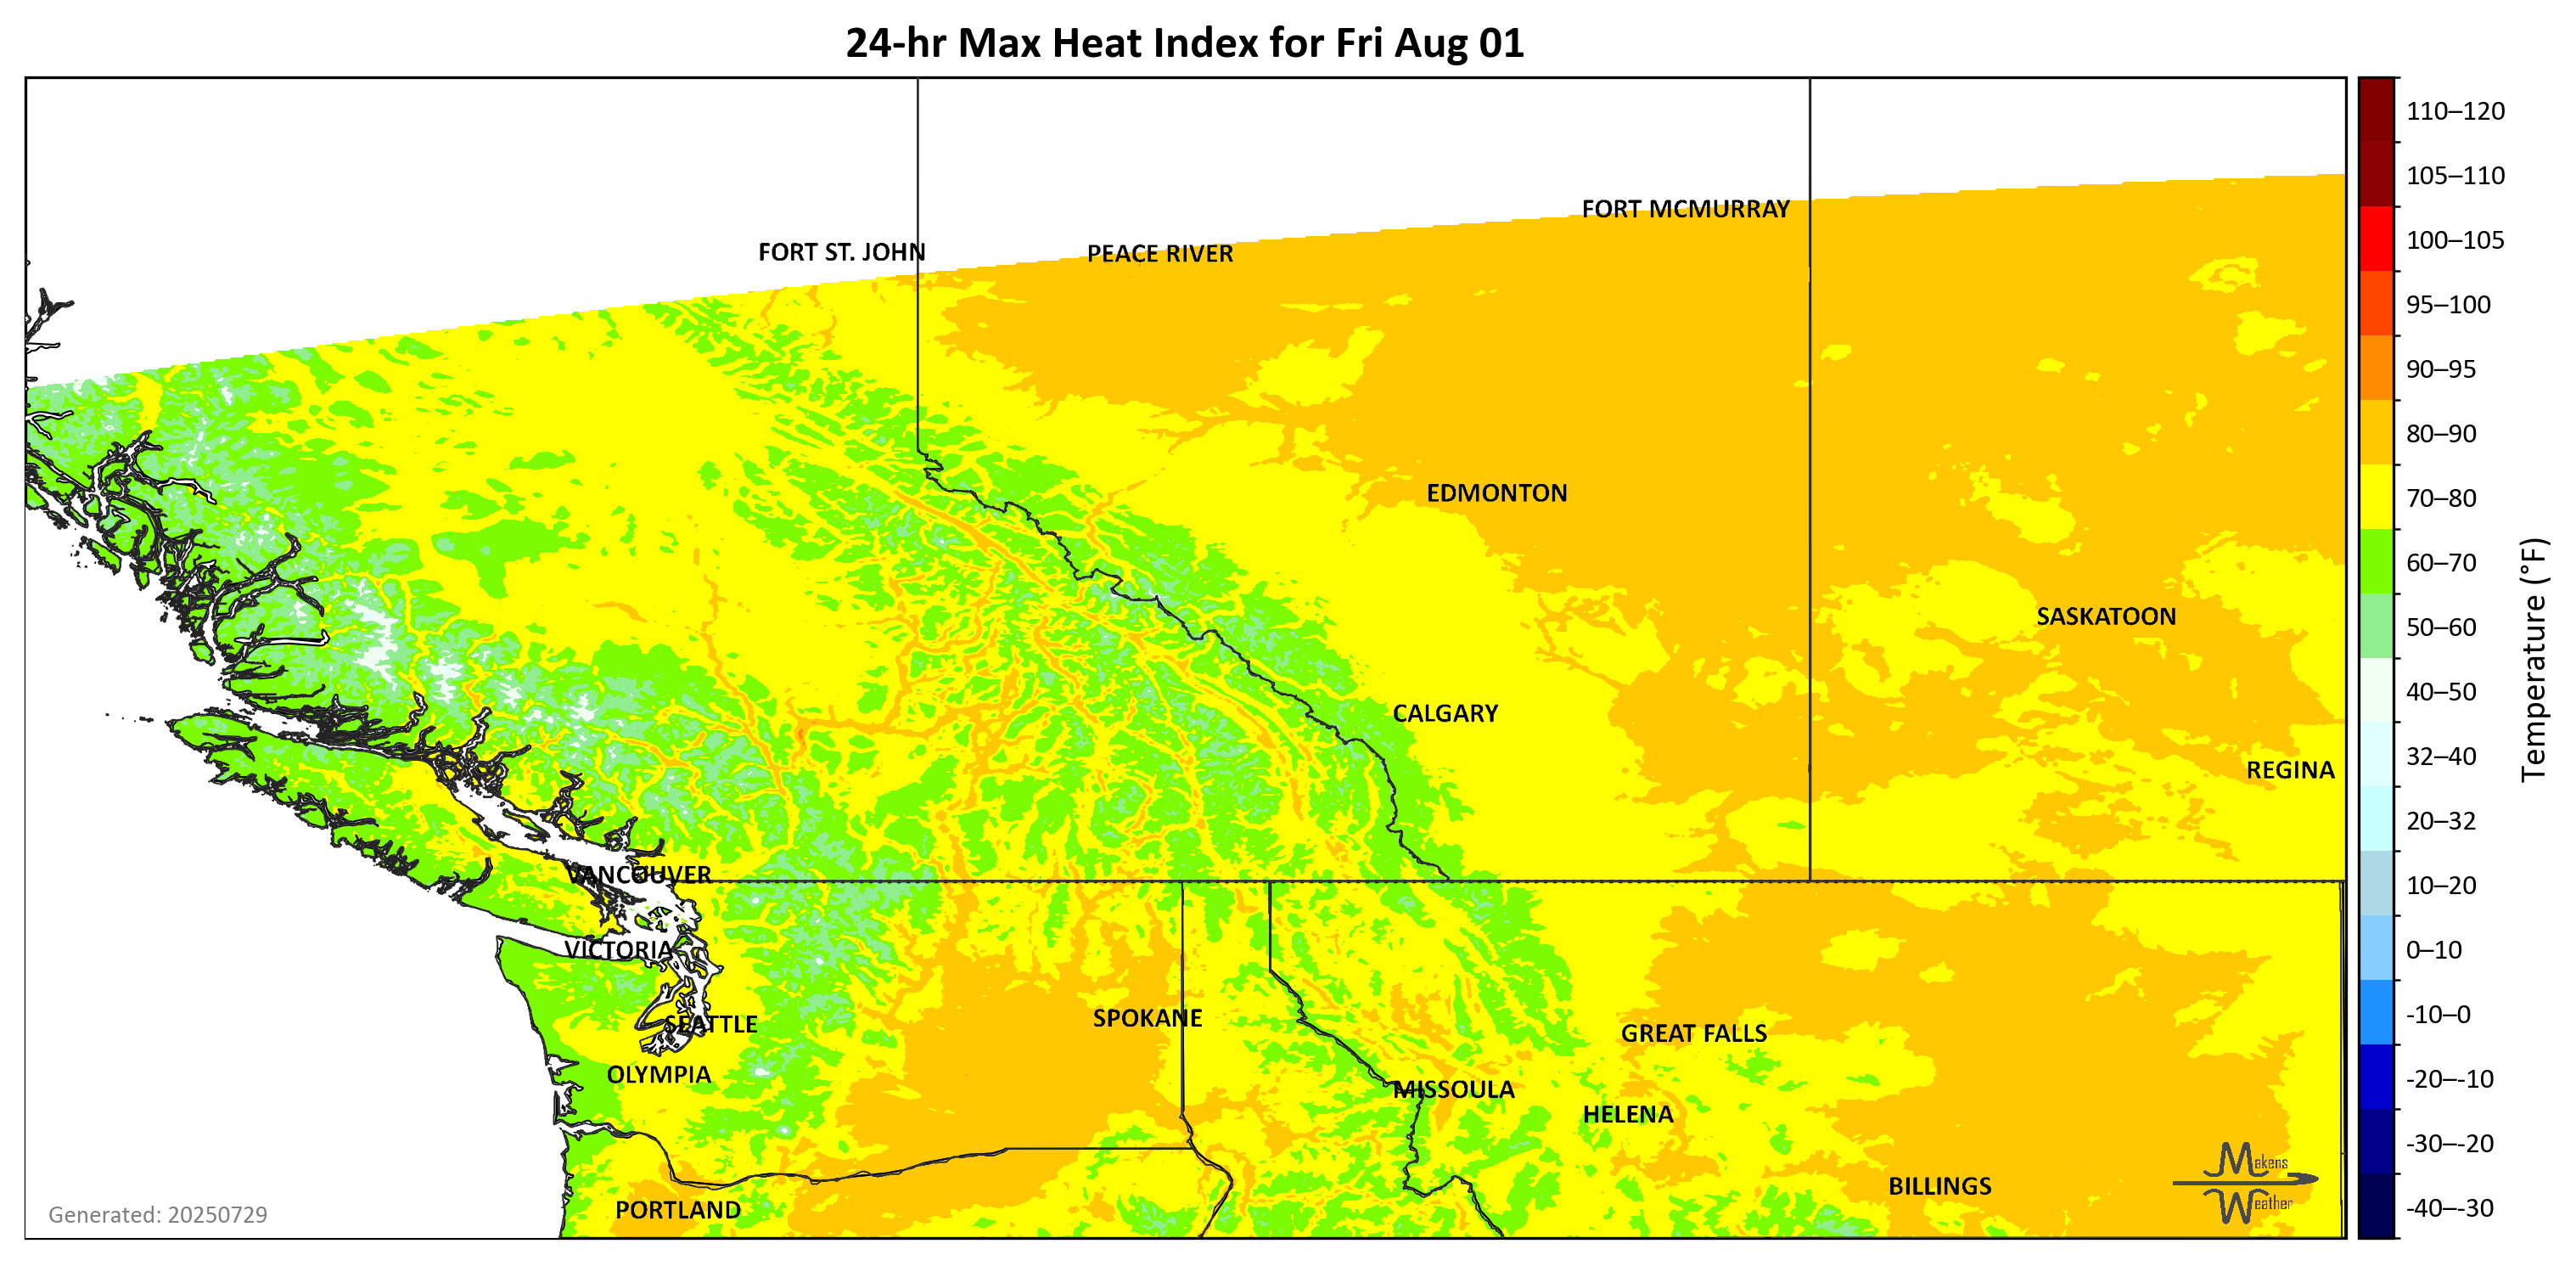 24-hr Max Heat Index for Fri Aug 01
110–120
105–110
100–105
95–100
90–95
80–90
70–80
60–70
50–60
40–50
32–40
20–32
10–20
0–10
-10–0
-20–-10
-30–-20
-40–-30
Temperature (°F)
FORT MCMURRAY
FORT ST. JOHN
PEACE RIVER
EDMONTON
SASKATOON
CALGARY
REGINA
VANCOUVER
VICTORIA
SEATTLE
SPOKANE
GREAT FALLS
OLYMPIA
MISSOULA
HELENA
BILLINGS
PORTLAND
Makens
Weather
Generated: 20250729